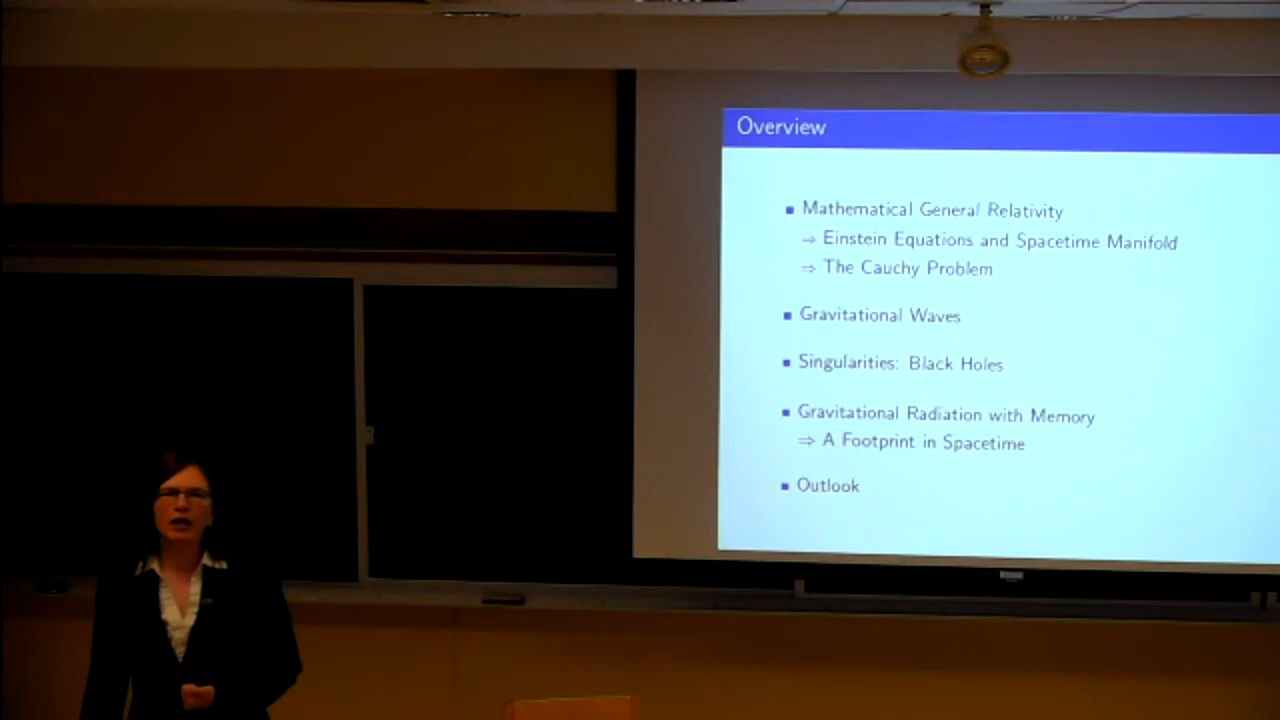 Overview
Mathematical General Relativity
⇒ Einstein Equations and Spacetime Manifold
⇒ The Cauchy Problem
Gravitational Waves
Singularities: Black Holes
Gravitational Radiation with Memory
⇒ A Footprint in Spacetime
Outlook